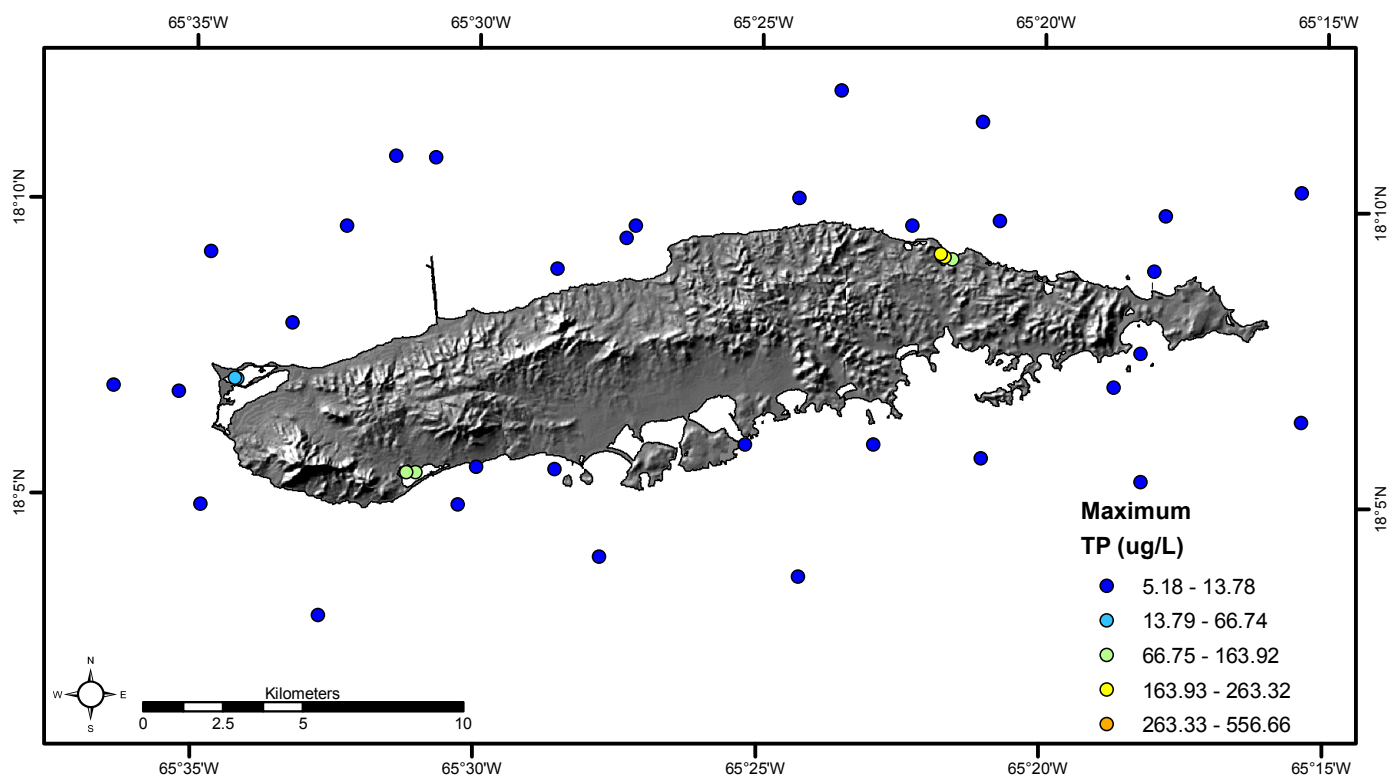 65°35'W 65°30'W 65°25'W 65°20'W 65°15'W
18°10'N
18°10'N
18°5'N
18°5'N
Maximum
TP (ug/L)
5.18 - 13.78
13.79 - 66.74
66.75 - 163.92
163.93 - 263.32
263.33 - 556.66
N
W E
S
Kilometers
0 2.5 5 10
65°35'W 65°30'W 65°25'W 65°20'W 65°15'W